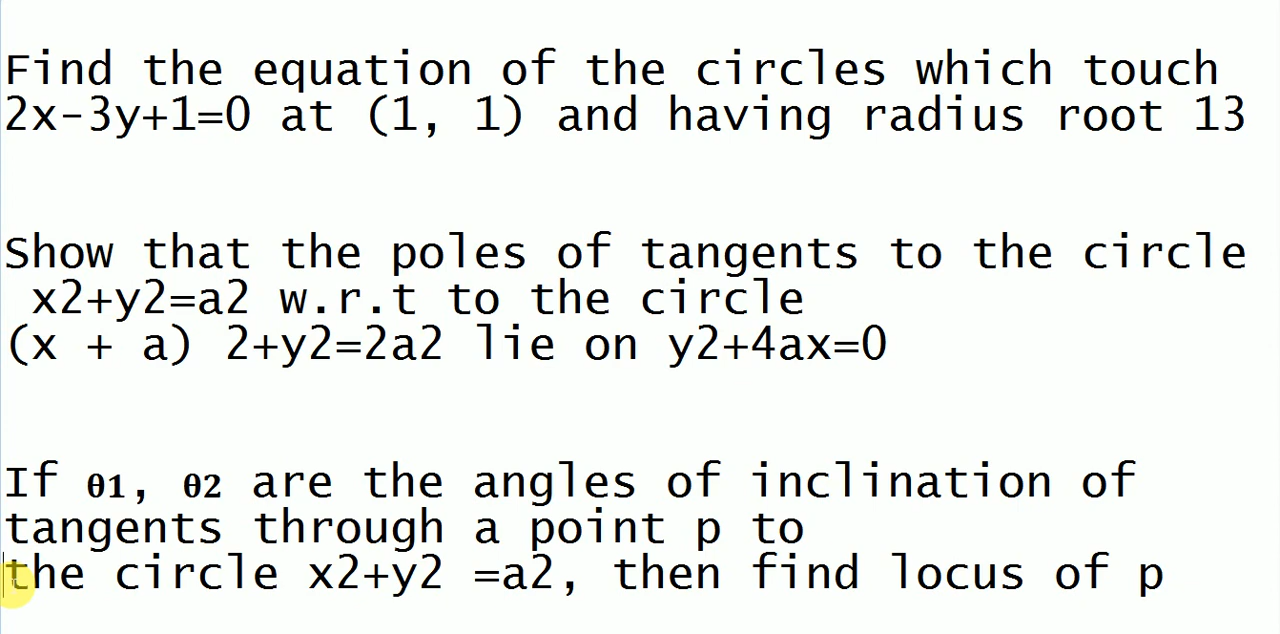 Find the equation of the circles which touch
2x-3y+1=0 at (1, 1) and having radius root 13
Show that the poles of tangents to the circle
x2+y2=a2 w.r.t to the circle
(x + a) 2+y2=2a2 lie on y2+4ax=0
If θ1, θ2 are the angles of inclination of
tangents through a point p to
the circle x2+y2 =a2, then find locus of p